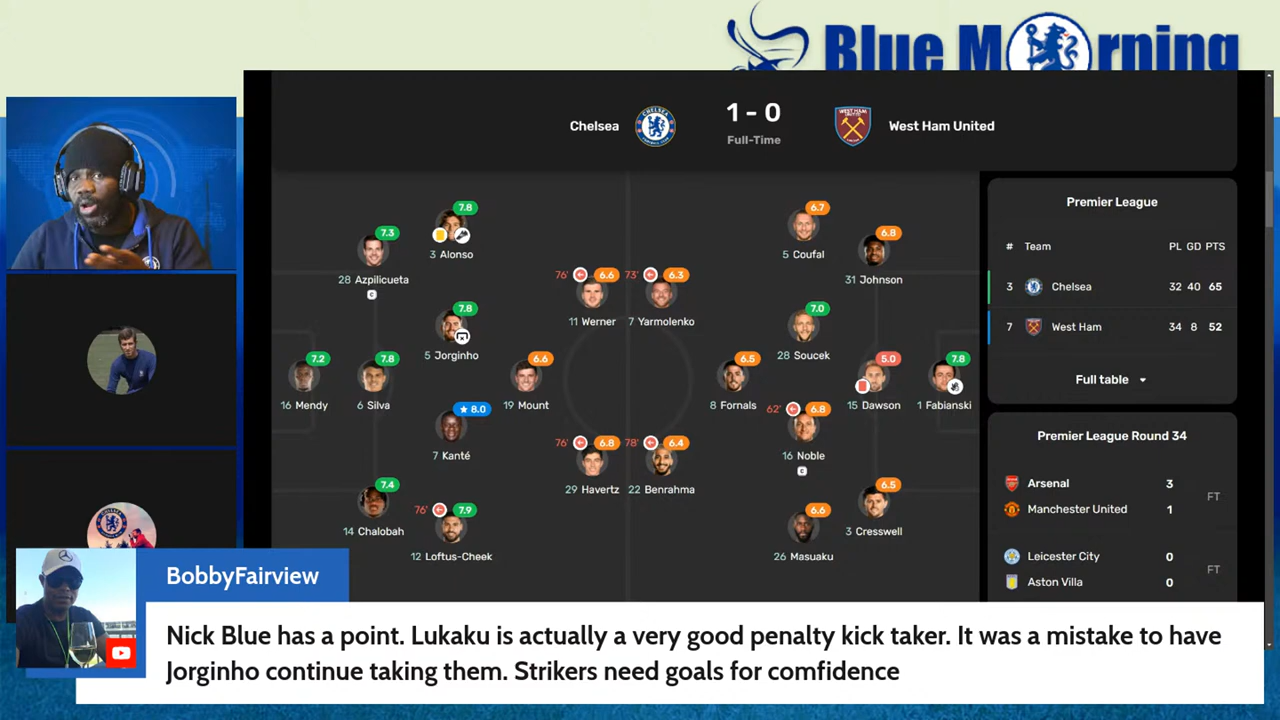 Blue Morning
Chelsea
1 - 0
Full-Time
West Ham United
7.8
3 Alonso
7.3
28 Azpilicueta
c
7.8
5 Jorginho
7.2
16 Mendy
7.8
6 Silva
8.0
7 Kanté
7.4
14 Chalobah
76'
7.9
12 Loftus-Cheek
6.6
19 Mount
76'
6.6
11 Werner
76'
6.8
29 Havertz
73'
6.3
7 Yarmolenko
78'
6.4
22 Benrahma
6.5
8 Fornals
6.7
5 Coufal
6.8
31 Johnson
7.0
28 Soucek
5.0
15 Dawson
7.8
1 Fabianski
62'
6.8
16 Noble
c
6.5
3 Cresswell
6.6
26 Masuaku
Premier League
# Team PL GD PTS
3 Chelsea 32 40 65
7 West Ham 34 8 52
Full table
Premier League Round 34
Arsenal 3
FT
Manchester United 1
Leicester City 0
FT
Aston Villa 0
BobbyFairview
Nick Blue has a point. Lukaku is actually a very good penalty kick taker. It was a mistake to have
Jorginho continue taking them. Strikers need goals for comfidence